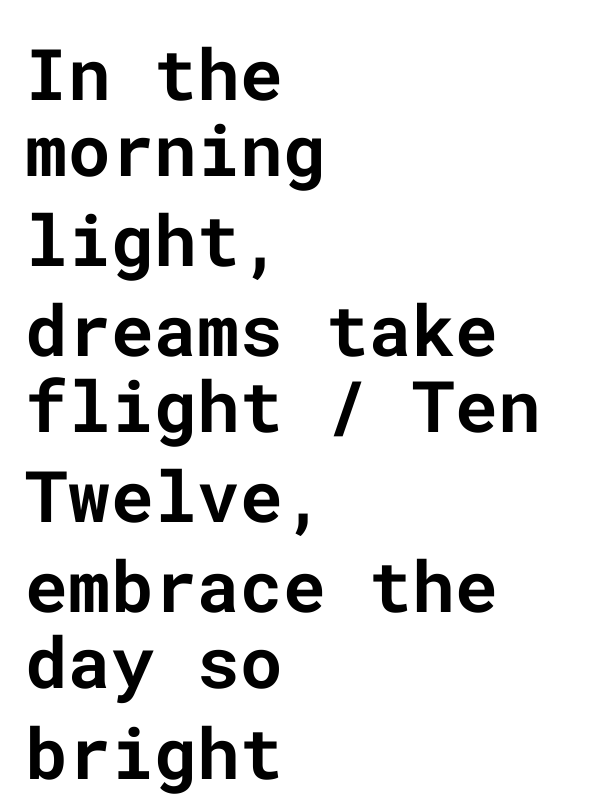 In the
morning
light,
dreams take
flight / Ten
Twelve,
embrace the
day so
bright